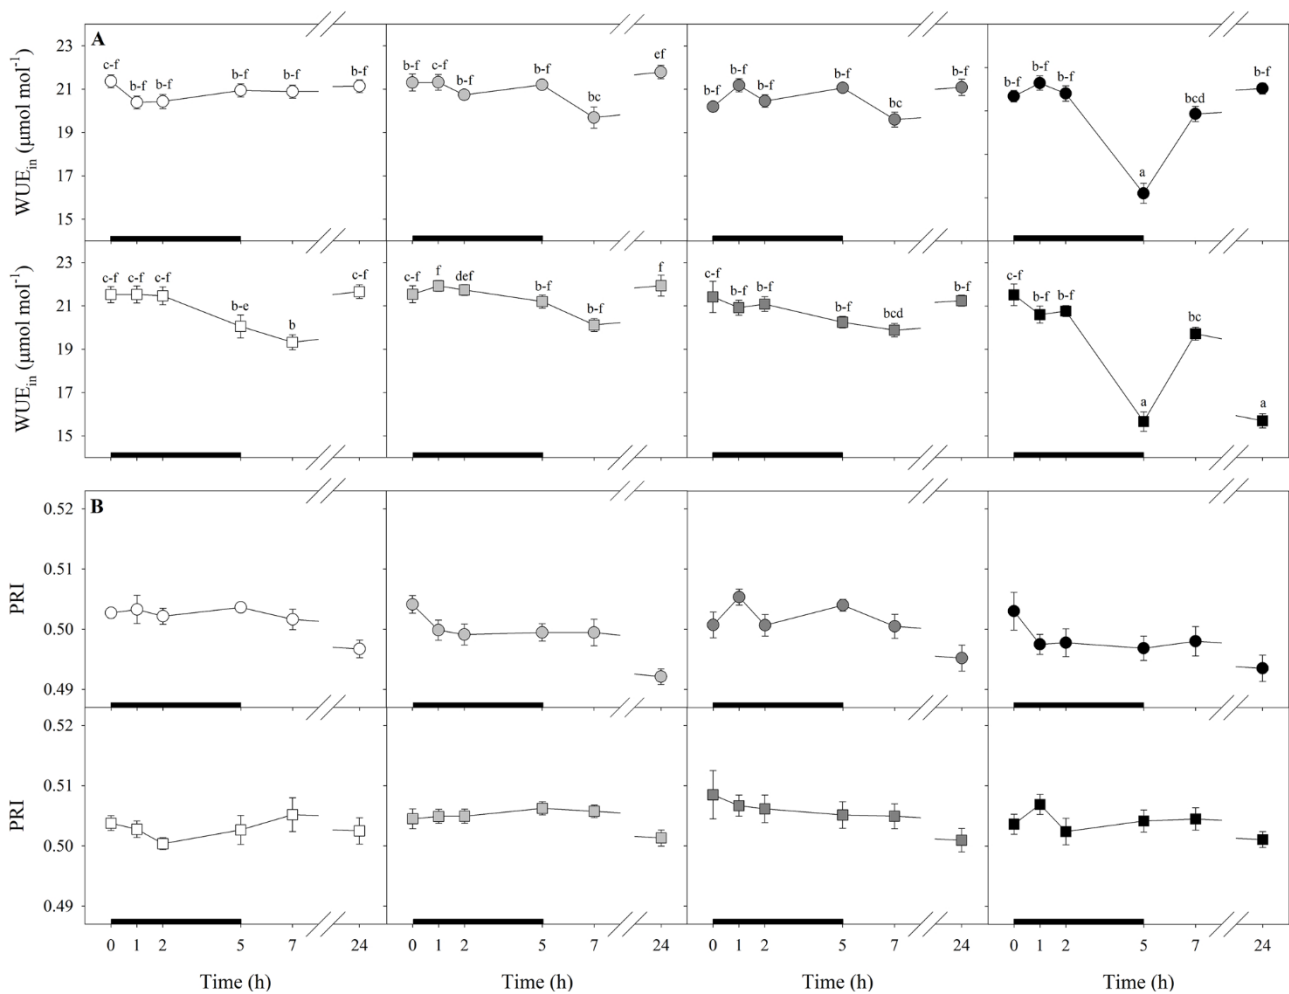 A
WUEin (μmol mol-1)
23
21
19
17
15
c-f b-f b-f b-f b-f b-f
b-f c-f b-f b-f bc ef
b-f b-f b-f b-f bc b-f
b-f b-f b-f a bcd b-f
WUEin (μmol mol-1)
23
21
19
17
15
c-f c-f c-f b-e b c-f
c-f f def b-f b-f f
c-f b-f b-f b-f bcd b-f
c-f b-f b-f a bc a
B
PRI
0.52
0.51
0.50
0.49
PRI
0.52
0.51
0.50
0.49
0 1 2 5 7 24 0 1 2 5 7 24 0 1 2 5 7 24 0 1 2 5 7 24
Time (h) Time (h) Time (h) Time (h)